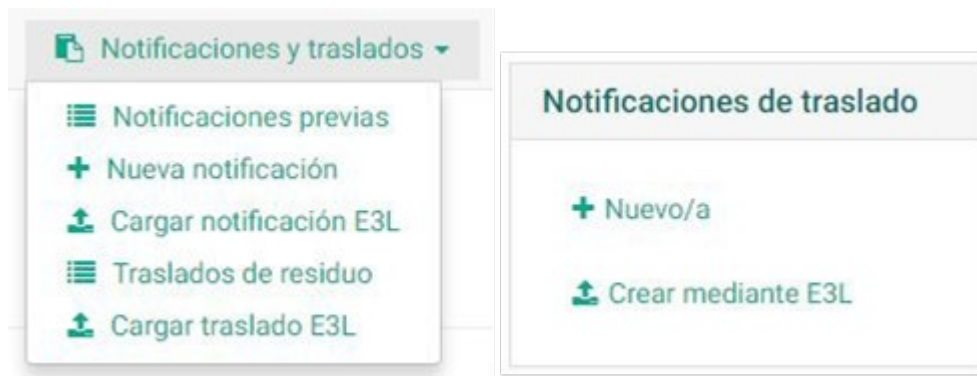 Notificaciones y traslados
Notificaciones previas
Nueva notificación
Cargar notificación E3L
Traslados de residuo
Cargar traslado E3L
Notificaciones de traslado
Nuevo/a
Crear mediante E3L